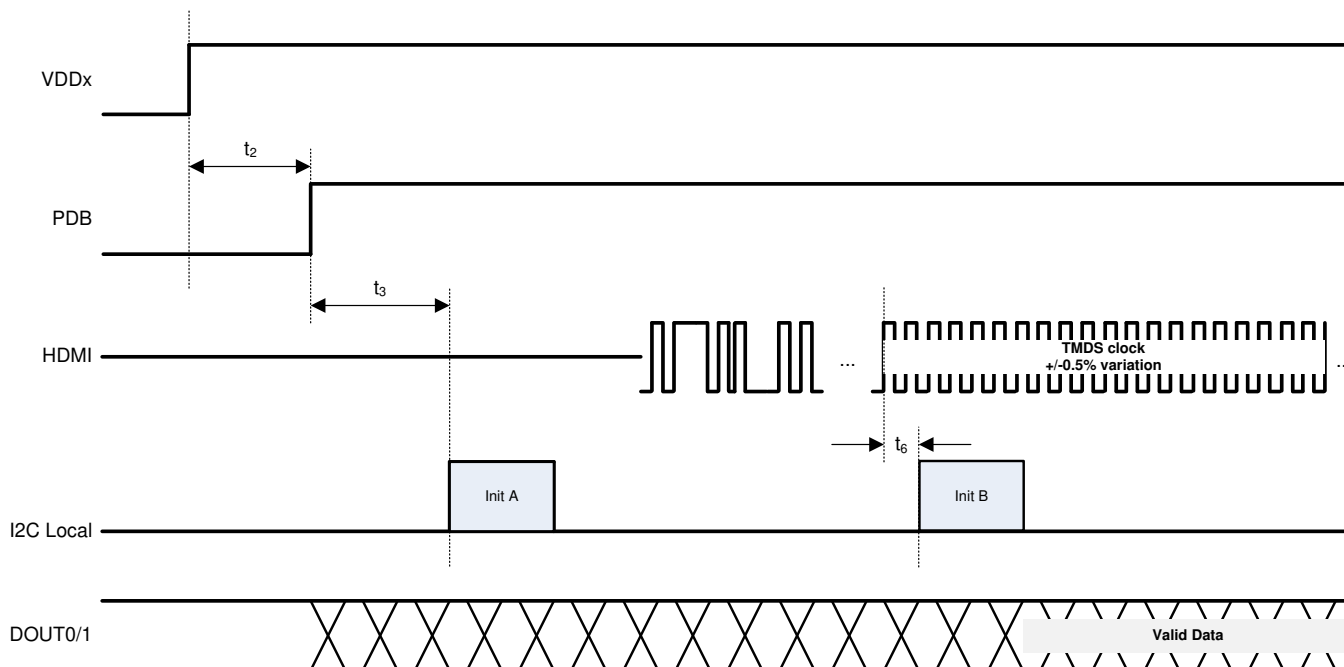 VDDx
t2
PDB
t3
HDMI
...
TMDS clock
+/-0.5% variation
...
t6
Init A
Init B
I2C Local
DOUT0/1
Valid Data